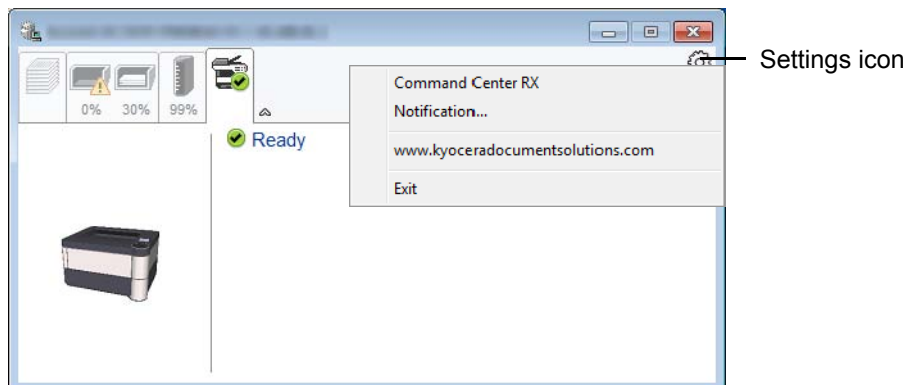 Settings icon
0% 30% 99%
Command Center RX
Notification...
Ready
www.kyoceradocumentsolutions.com
Exit